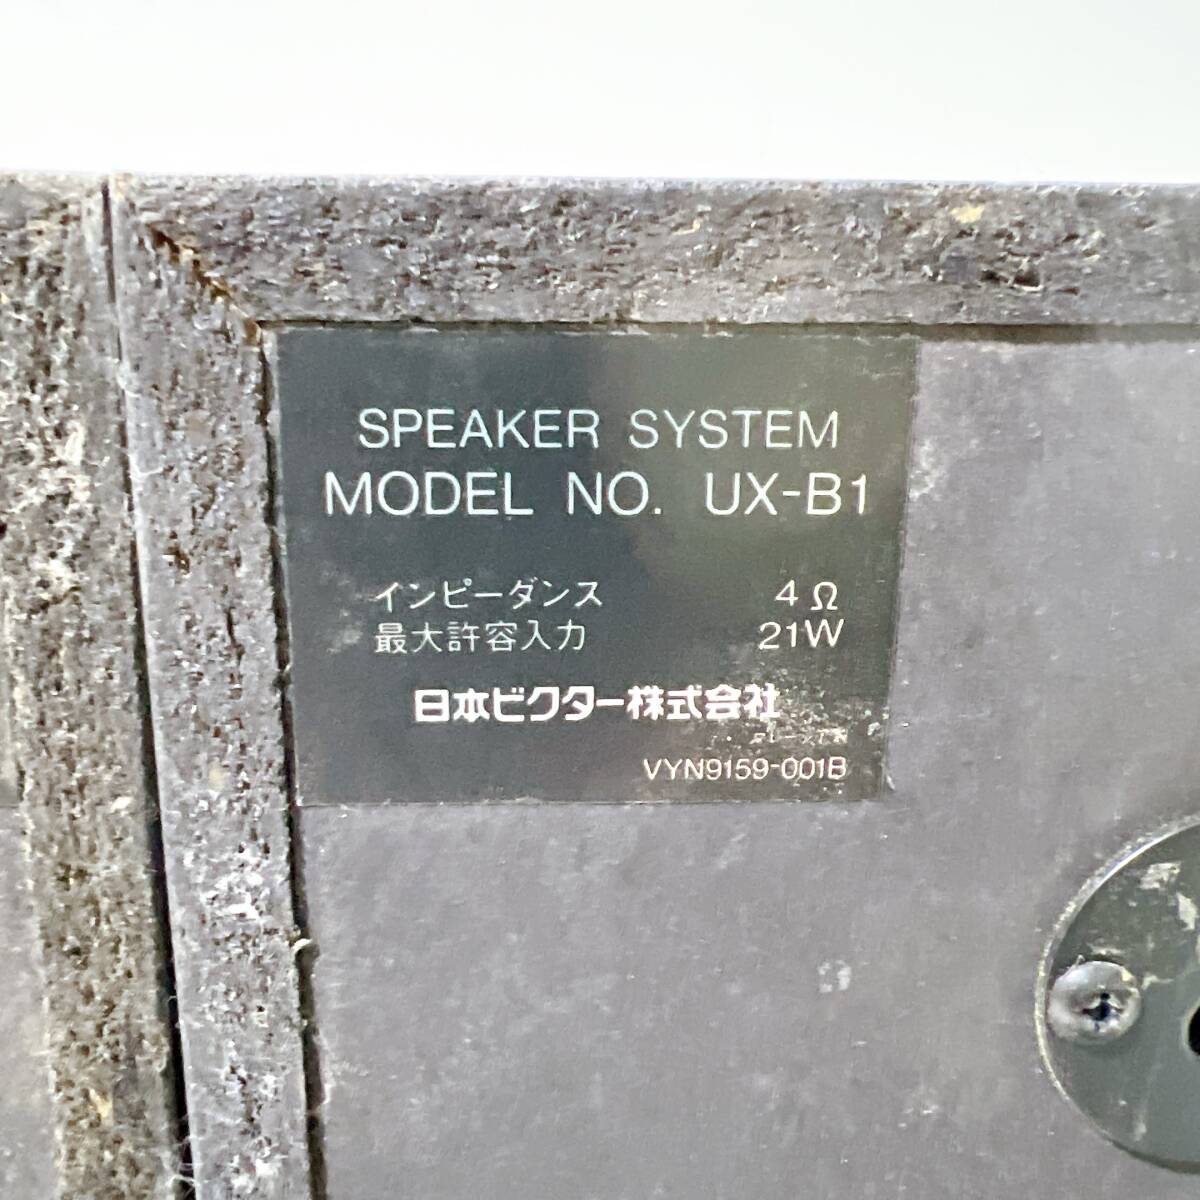 SPEAKER SYSTEM
MODEL NO. UX-B1
インピーダンス 4Ω
最大許容入力 21W
日本ビクター株式会社
VYN9159-001B